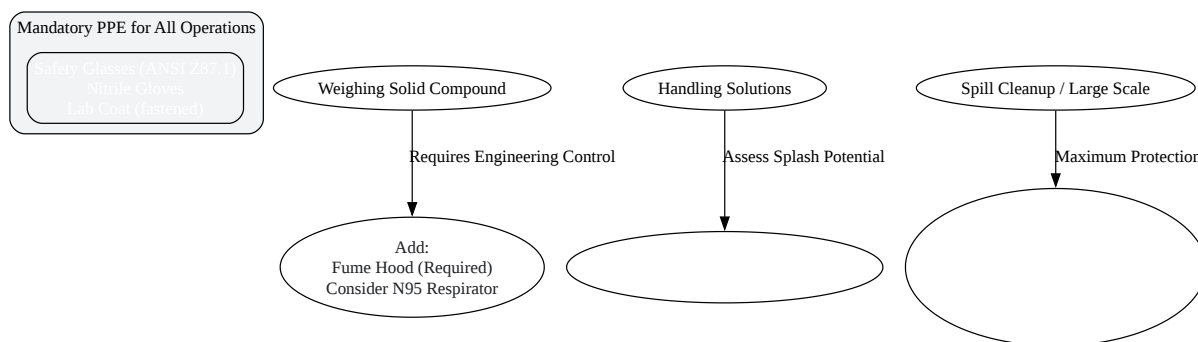 Mandatory PPE for All Operations
Safety Glasses (ANSI Z87.1)
Nitrile Gloves
Lab Coat (fastened)
Weighing Solid Compound
Handling Solutions
Spill Cleanup / Large Scale
Requires Engineering Control
Assess Splash Potential
Maximum Protection
Add:
Fume Hood (Required)
Consider N95 Respirator